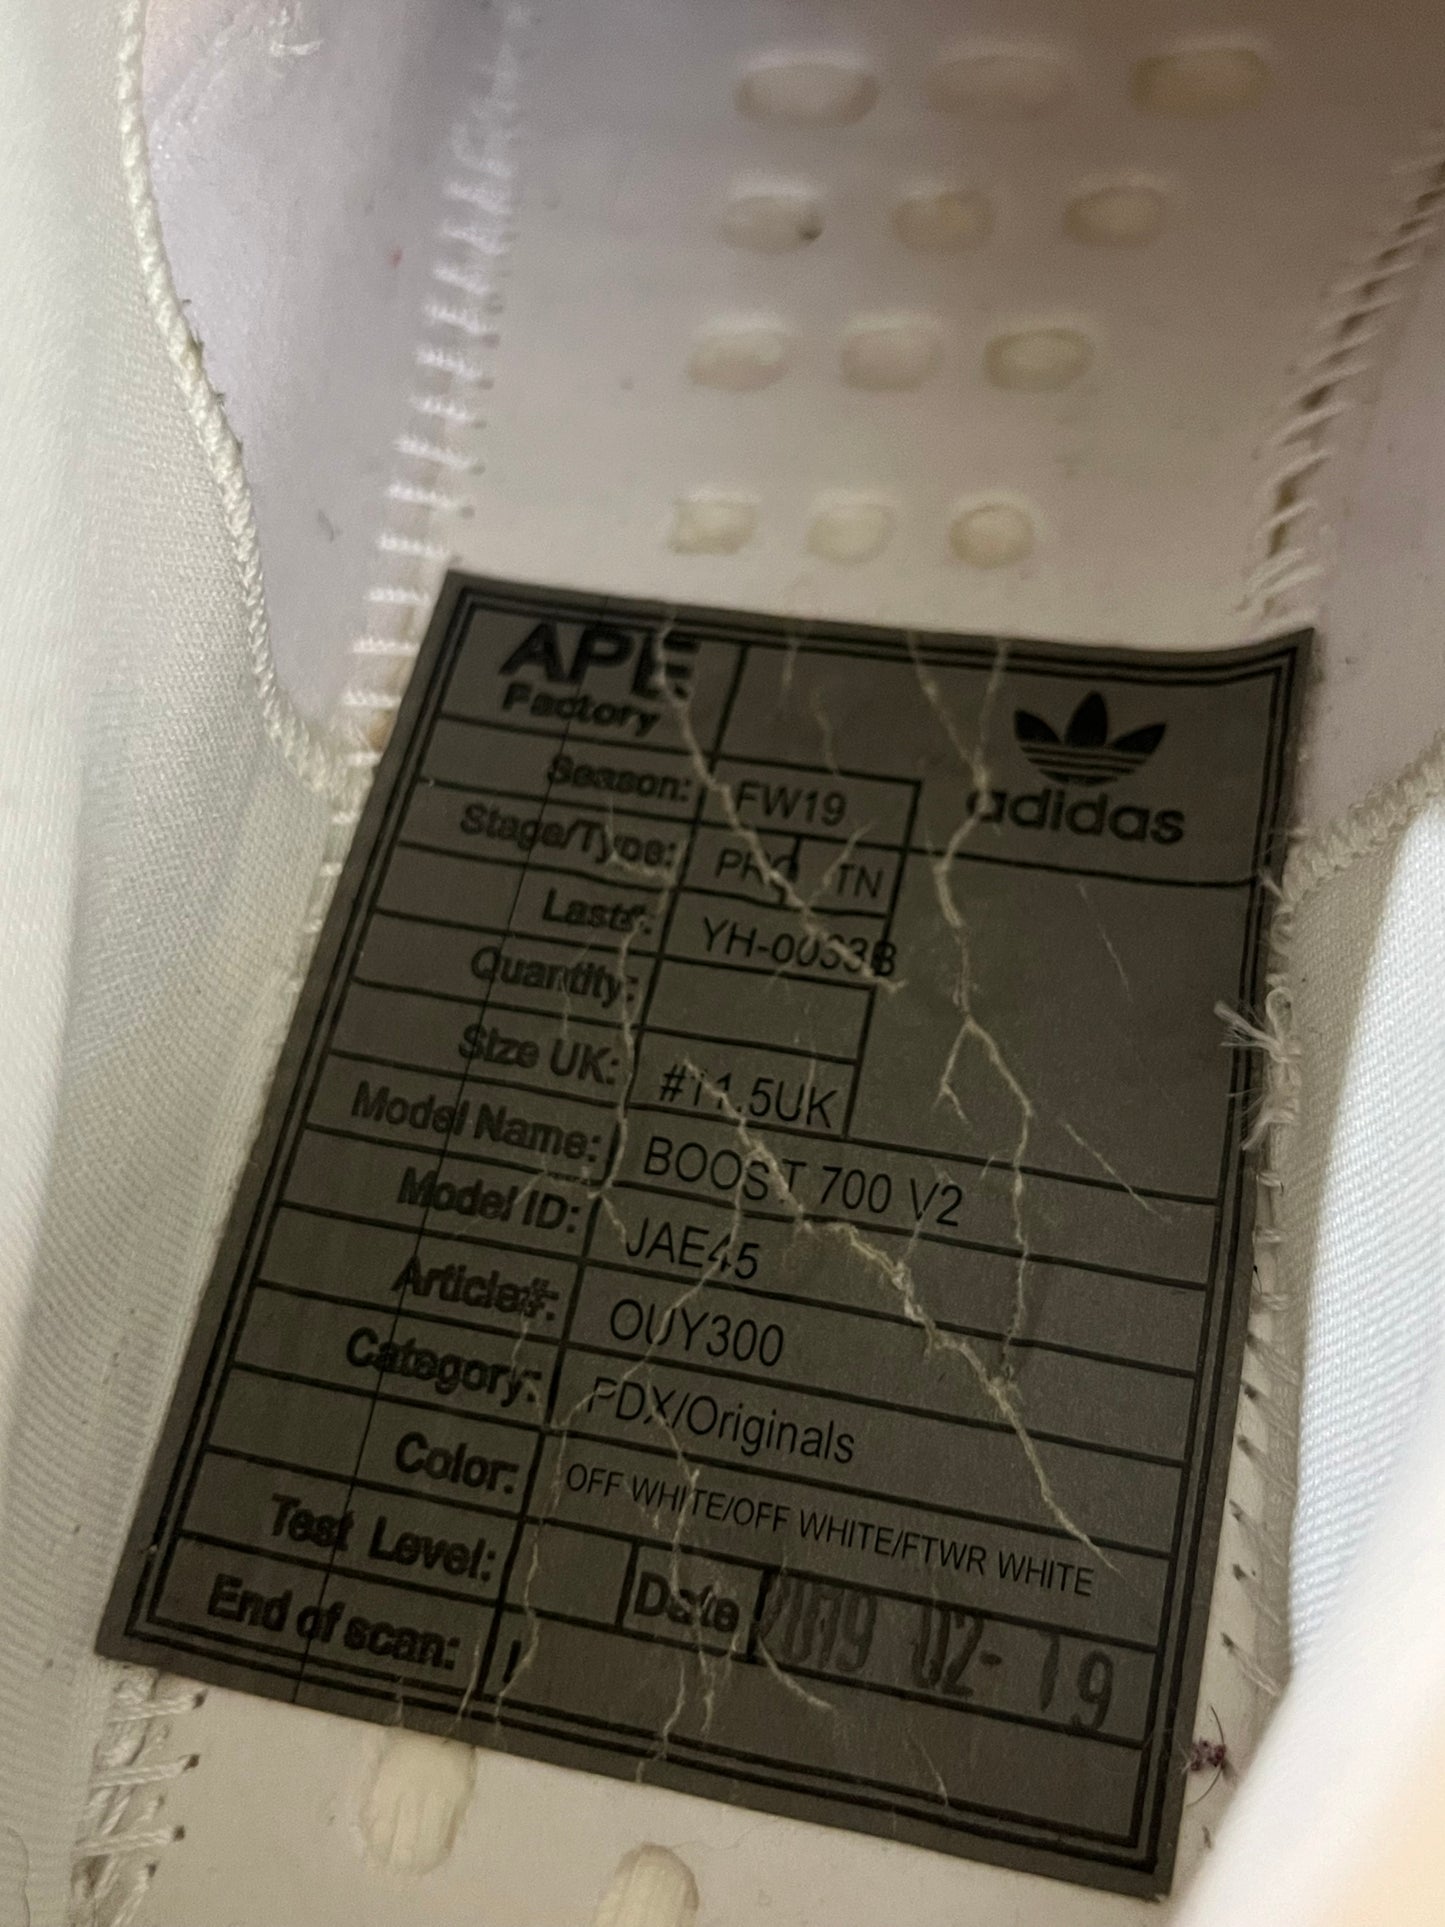 APE
Factory
adidas
Season: FW19
Stage/Type: TN
Last#: YH-0033B
Quantity:
Size UK: #11.5UK
Model Name: BOOST 700 V2
Model ID: JAE45
Article#: OUY300
Category: PDX/Originals
Color: OFF WHITE/OFF WHITE/FTWR WHITE
Test Level: Date 2019 02-19
End of scan: !